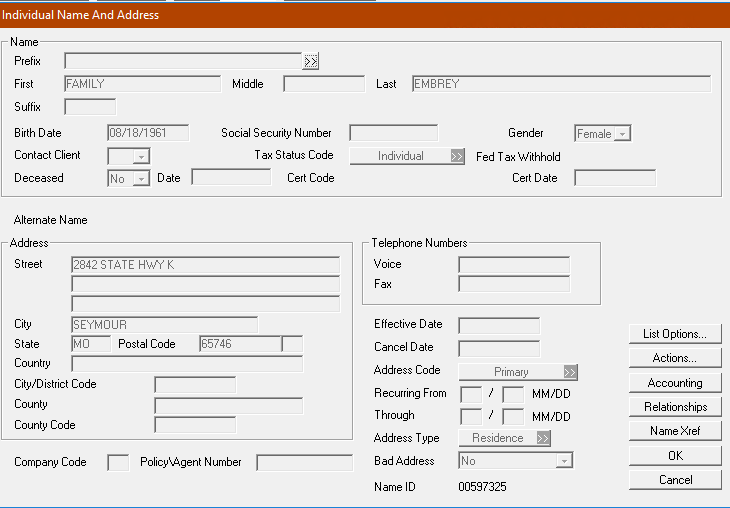 Individual Name And Address
Name
Prefix >>
First FAMILY Middle Last EMBREY
Suffix
Birth Date 08/18/1961 Social Security Number Gender Female
Contact Client Tax Status Code Individual >> Fed Tax Withhold
Deceased No Date Cert Code Cert Date
Alternate Name
Address
Street 2842 STATE HWY K
City SEYMOUR
State MO Postal Code 65746
Country
City/District Code
County
County Code
Company Code Policy\Agent Number
Telephone Numbers
Voice
Fax
Effective Date
Cancel Date
Address Code Primary >>
Recurring From / MM/DD
Through / MM/DD
Address Type Residence >>
Bad Address No
Name ID 00597325
List Options...
Actions...
Accounting
Relationships
Name Xref
OK
Cancel